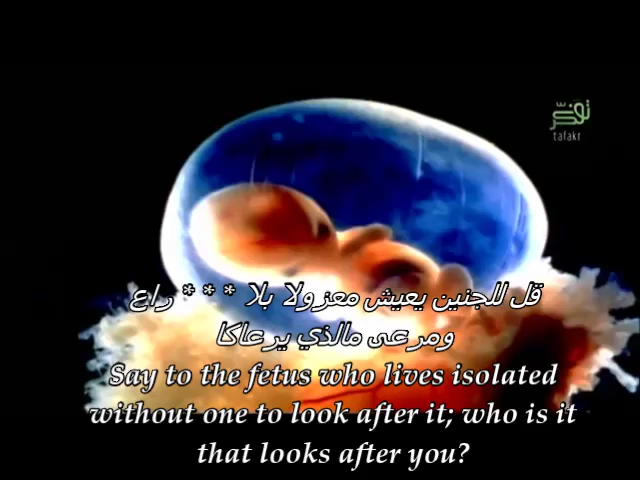 تفكّر
tafakr
قل للجنين يعيش معزولا بلا * * * راع
ومرعى مالذي يرعاكا
Say to the fetus who lives isolated
without one to look after it; who is it
that looks after you?